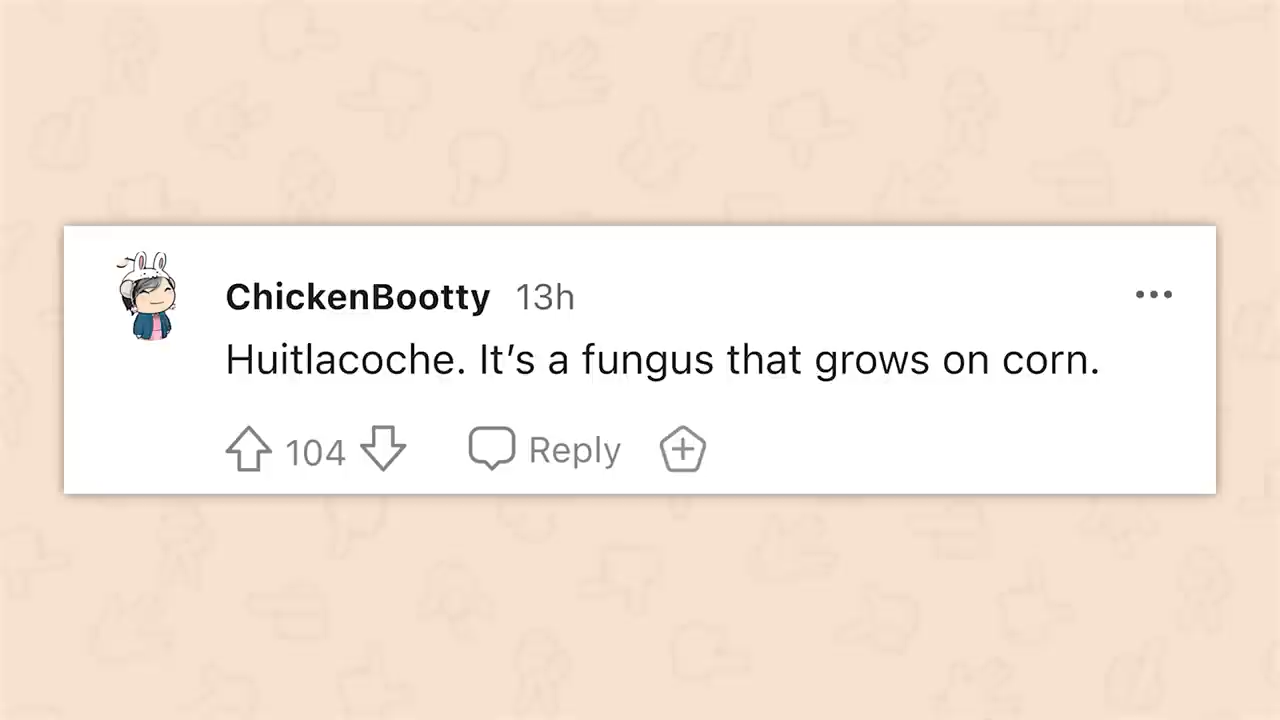 ChickenBootty 13h
Huitlacoche. It’s a fungus that grows on corn.
104 Reply